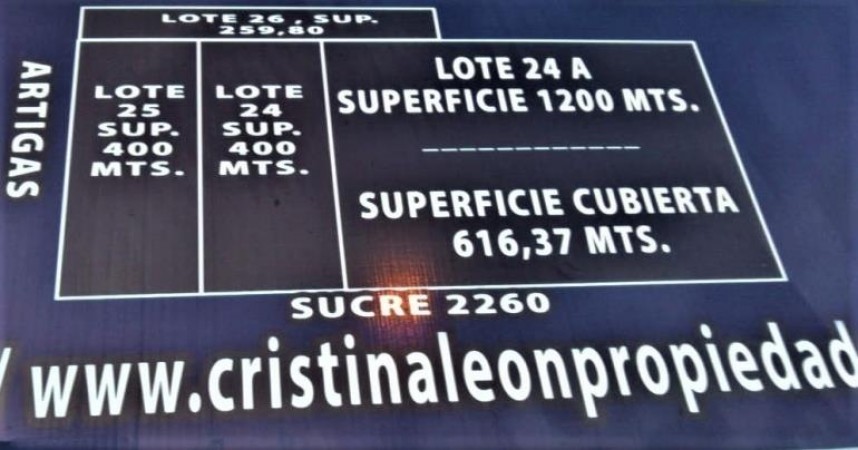 LOTE 26 , SUP.
259,80
ARTIGAS
LOTE
25
SUP.
400
MTS.
LOTE
24
SUP.
400
MTS.
LOTE 24 A
SUPERFICIE 1200 MTS.
____________
SUPERFICIE CUBIERTA
616,37 MTS.
SUCRE 2260
/ www.cristinaleonpropiedad